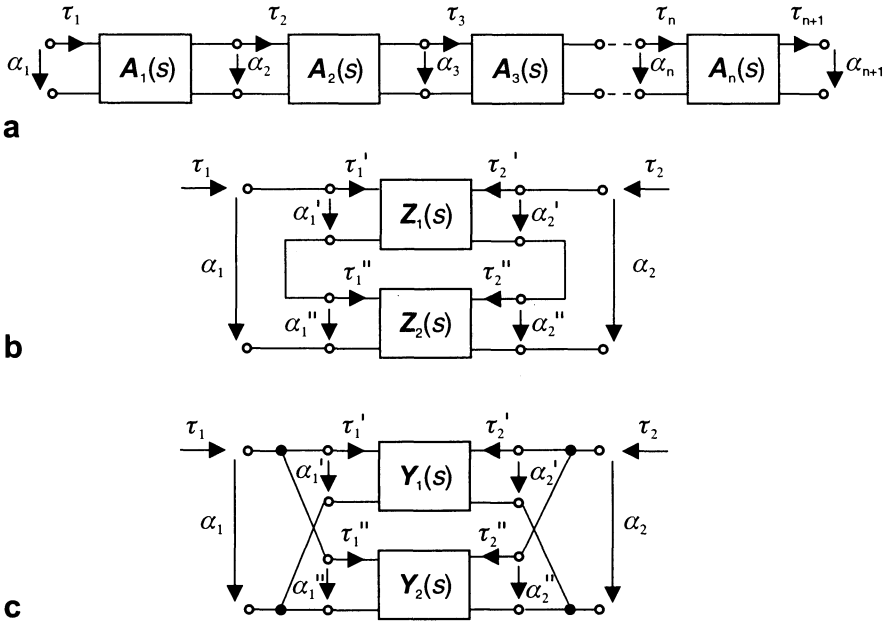 τ₁ τ₂ τ₃ τₙ τₙ₊₁
α₁ A₁(s) α₂ A₂(s) α₃ A₃(s) αₙ Aₙ(s) αₙ₊₁
a
τ₁ τ₁' τ₂' τ₂
α₁' Z₁(s) α₂'
α₁ τ₁" τ₂" α₂
α₁" Z₂(s) α₂"
b
τ₁ τ₁' τ₂' τ₂
α₁' Y₁(s) α₂'
α₁ τ₁" τ₂" α₂
α₁" Y₂(s) α₂"
c